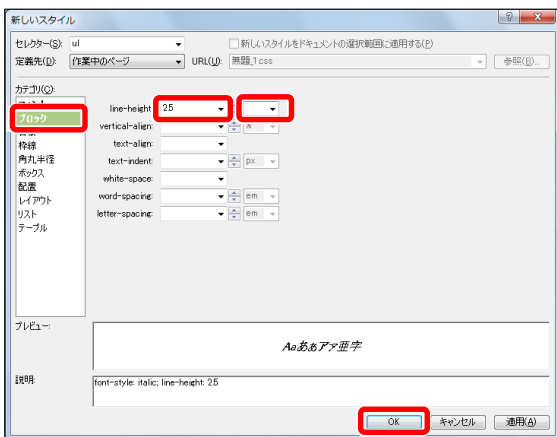 新しいスタイル
セレクター(S): ul
新しいスタイルをドキュメントの選択範囲に適用する(P)
定義先(D): 作業中のページ URL(U): 無題_1.css 参照(B)...
カテゴリ(C):
ブロック
枠線
角丸半径
ボックス
配置
レイアウト
リスト
テーブル
line-height: 2.5
vertical-align:
text-align:
text-indent: px
white-space:
word-spacing: em
letter-spacing: em
プレビュー:
Aaあぁアァ亜宇
説明:
font-style: italic; line-height: 2.5
OK キャンセル 適用(A)